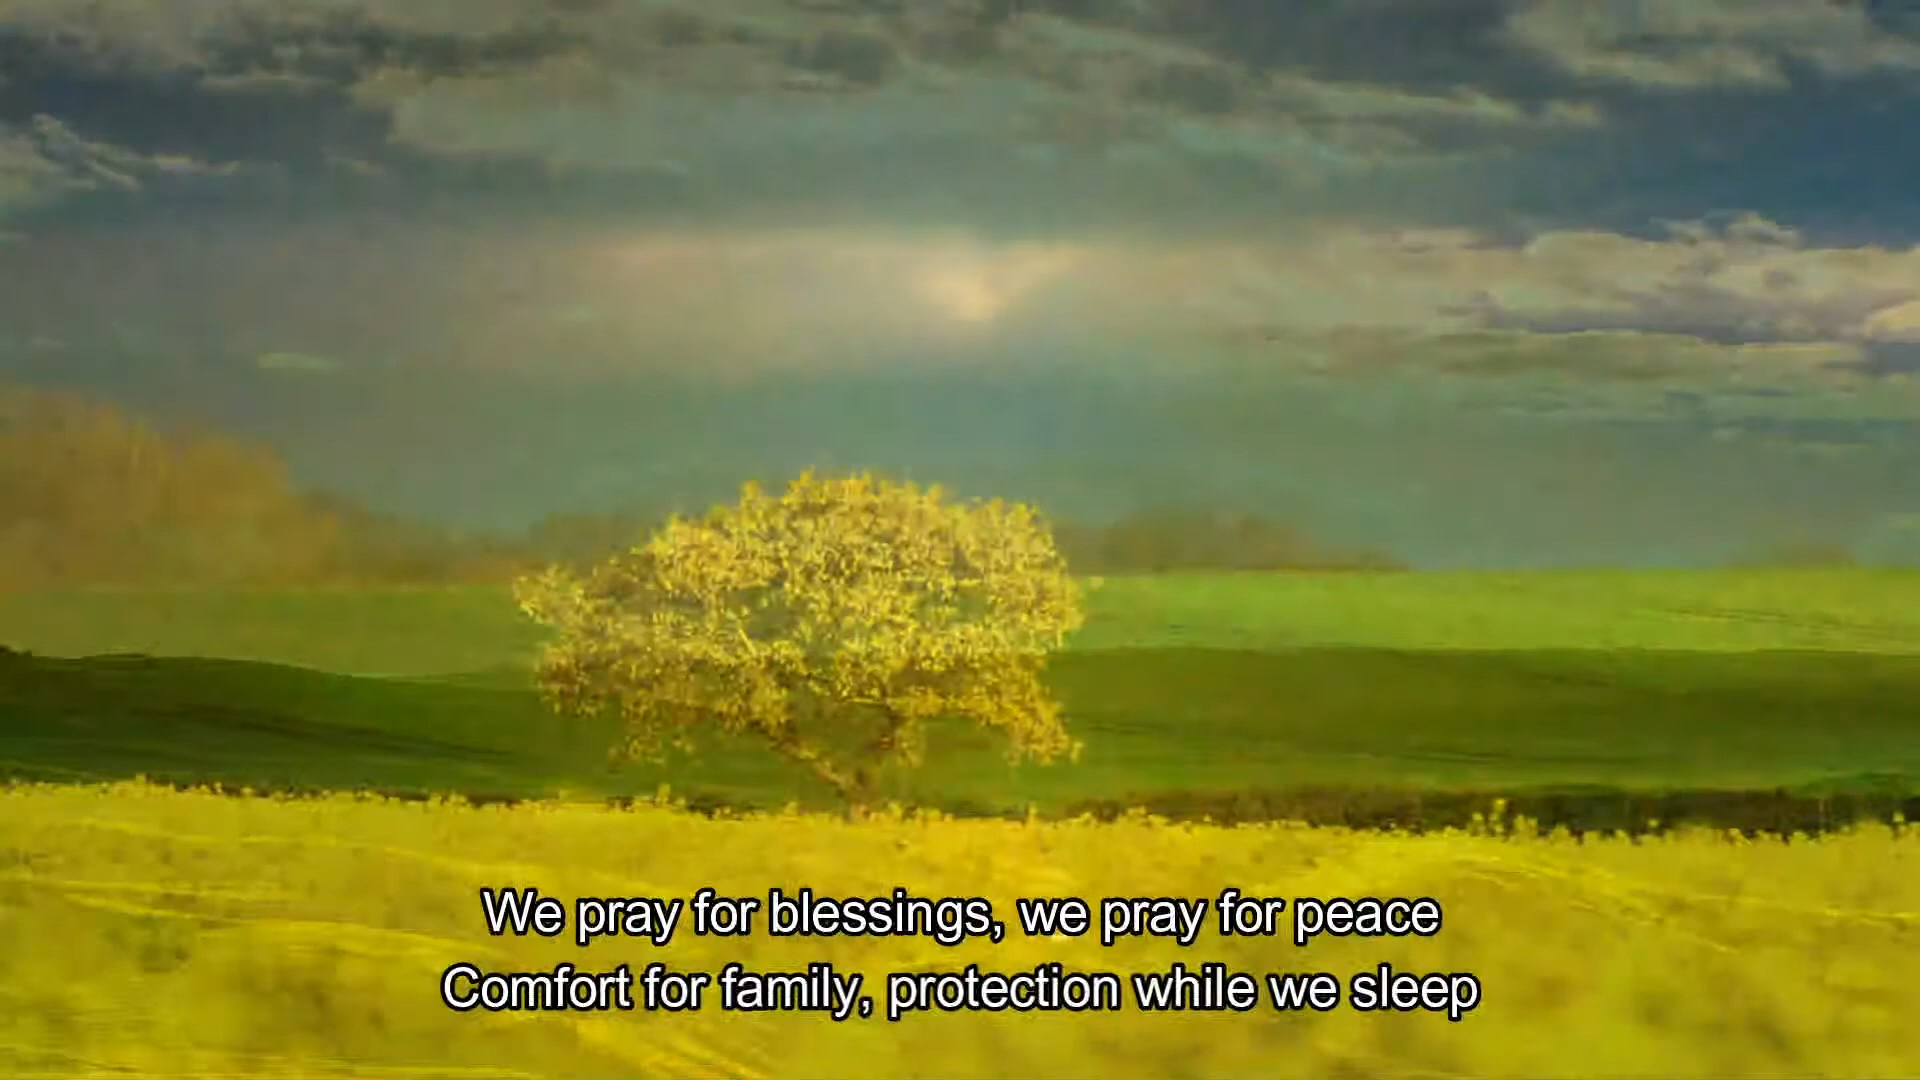 We pray for blessings, we pray for peace
Comfort for family, protection while we sleep